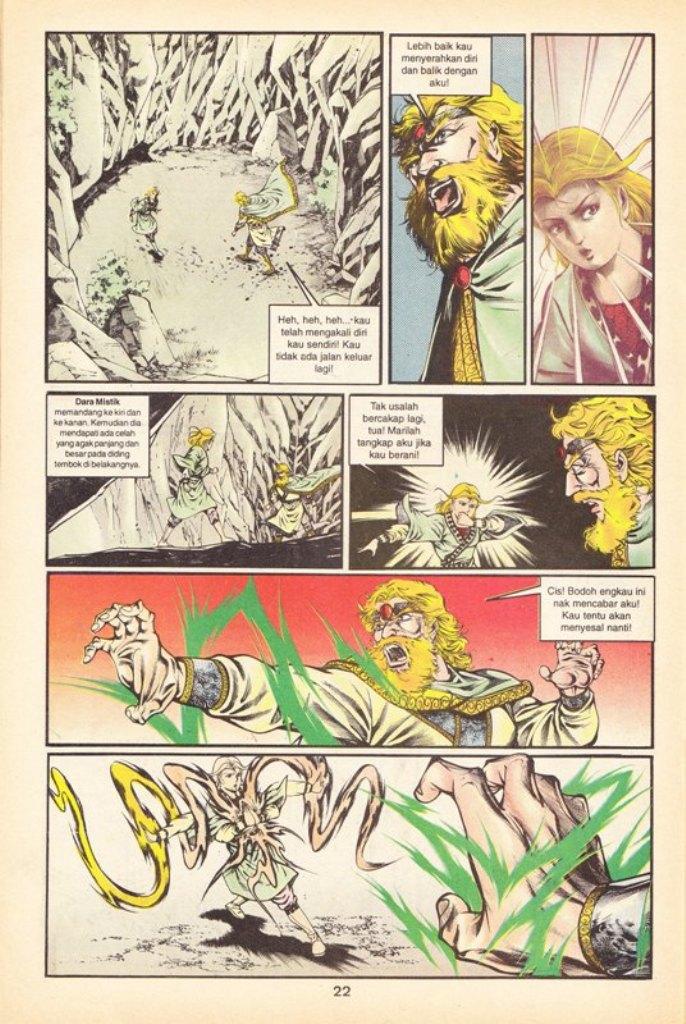 Heh, heh, heh...kau
telah mengakali diri
kau sendiri! Kau
tidak ada jalan keluar
lagi!
Lebih baik kau
menyerahkan diri
dan balik dengan
aku!
Dara Mistik
memandang ke kiri dan
ke kanan. Kemudian dia
mendapati ada celah
yang agak panjang dan
besar pada diding
tembok di belakangnya.
Tak usalah
bercakap lagi,
tua! Marilah
tangkap aku jika
kau berani!
Cis! Bodoh engkau ini
nak mencabar aku!
Kau tentu akan
menyesal nanti!
22